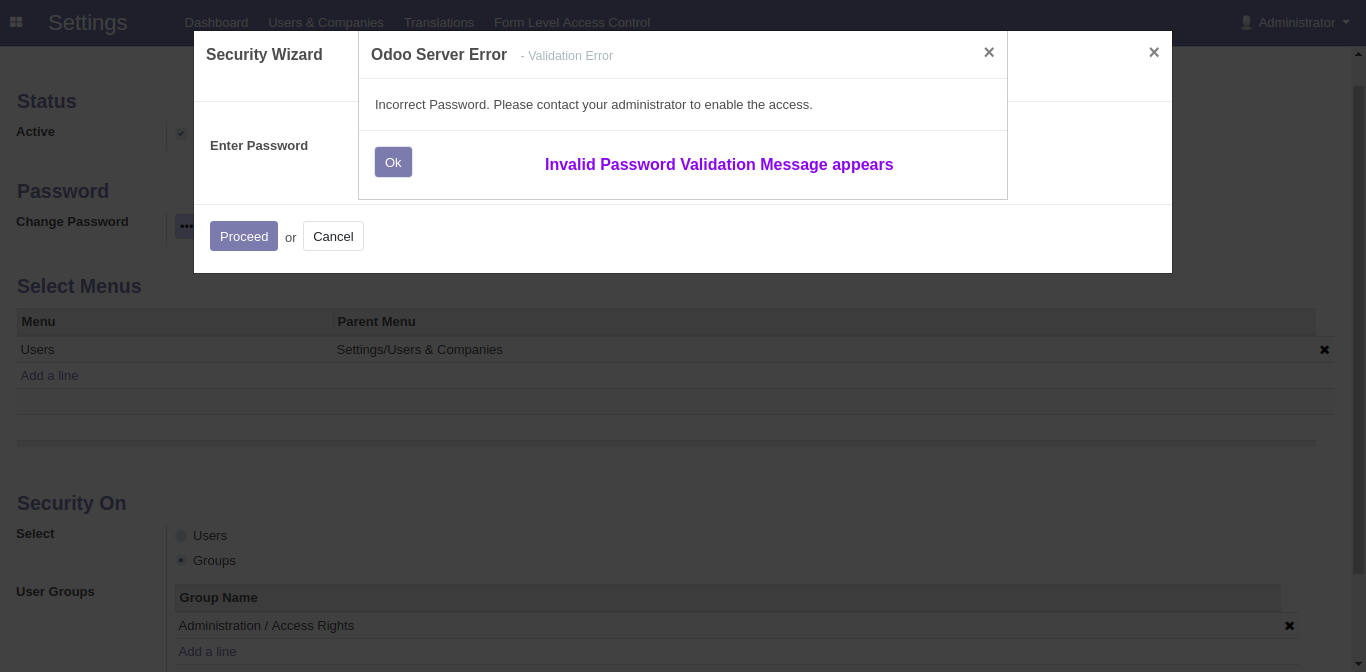 Settings Dashboard Users & Companies Translations Form Level Access Control Administrator
Security Wizard
Odoo Server Error - Validation Error × ×
Incorrect Password. Please contact your administrator to enable the access.
Ok
Invalid Password Validation Message appears
Enter Password
Proceed or Cancel
Status
Active
Password
Change Password •••
Select Menus
Menu Parent Menu
Users Settings/Users & Companies ✖
Add a line
Security On
Select Users
Groups
User Groups Group Name
Administration / Access Rights ✖
Add a line